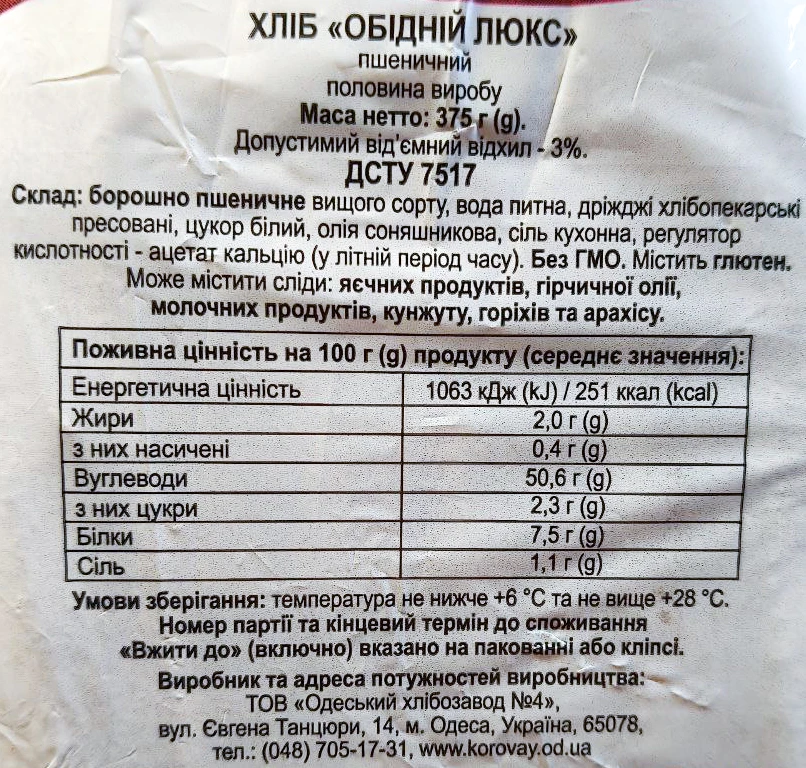 ХЛІБ «ОБІДНІЙ ЛЮКС»
пшеничний
половина виробу
Маса нетто: 375 г (g).
Допустимий від'ємний відхил - 3%.
ДСТУ 7517
Склад: борошно пшеничне вищого сорту, вода питна, дріжджі хлібопекарські
пресовані, цукор білий, олія соняшникова, сіль кухонна, регулятор
кислотності - ацетат кальцію (у літній період часу). Без ГМО. Містить глютен.
Може містити сліди: яєчних продуктів, гірчичної олії,
молочних продуктів, кунжуту, горіхів та арахісу.
Поживна цінність на 100 г (g) продукту (середнє значення):
Енергетична цінність 1063 кДж (kJ) / 251 ккал (kcal)
Жири 2,0 г (g)
з них насичені 0,4 г (g)
Вуглеводи 50,6 г (g)
з них цукри 2,3 г (g)
Білки 7,5 г (g)
Сіль 1,1 г (g)
Умови зберігання: температура не нижче +6 °С та не вище +28 °С.
Номер партії та кінцевий термін до споживання
«Вжити до» (включно) вказано на пакованні або кліпсі.
Виробник та адреса потужностей виробництва:
ТОВ «Одеський хлібозавод №4»,
вул. Євгена Танцюри, 14, м. Одеса, Україна, 65078,
тел.: (048) 705-17-31, www.korovay.od.ua